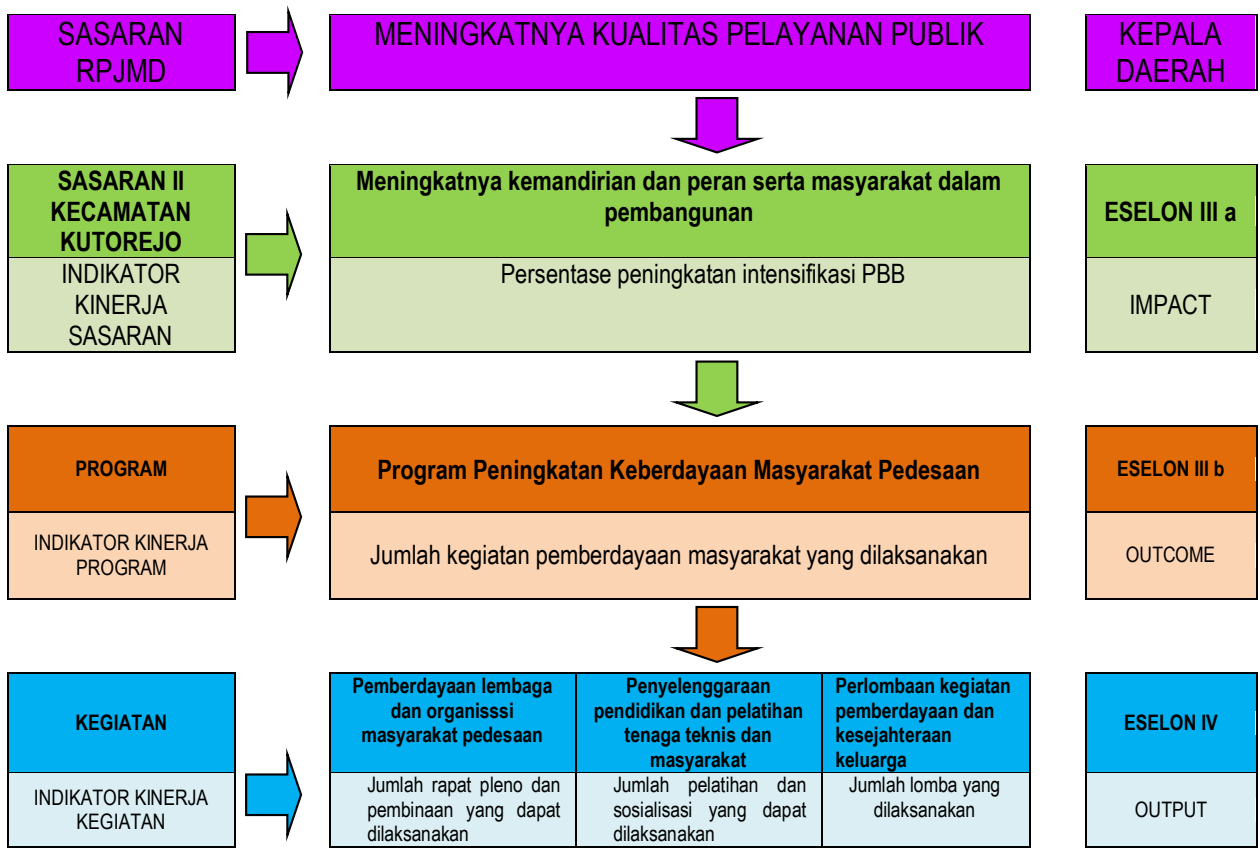 SASARAN
RPJMD
MENINGKATNYA KUALITAS PELAYANAN PUBLIK
KEPALA
DAERAH
SASARAN II
KECAMATAN
KUTOREJO
Meningkatnya kemandirian dan peran serta masyarakat dalam
pembangunan
ESELON III a
INDIKATOR
KINERJA
SASARAN
Persentase peningkatan intensifikasi PBB
IMPACT
PROGRAM
Program Peningkatan Keberdayaan Masyarakat Pedesaan
ESELON III b
INDIKATOR KINERJA
PROGRAM
Jumlah kegiatan pemberdayaan masyarakat yang dilaksanakan
OUTCOME
KEGIATAN
Pemberdayaan lembaga
dan organisssi
masyarakat pedesaan
Penyelenggaraan
pendidikan dan pelatihan
tenaga teknis dan
masyarakat
Perlombaan kegiatan
pemberdayaan dan
kesejahteraan
keluarga
ESELON IV
INDIKATOR KINERJA
KEGIATAN
Jumlah rapat pleno dan
pembinaan yang dapat
dilaksanakan
Jumlah pelatihan dan
sosialisasi yang dapat
dilaksanakan
Jumlah lomba yang
dilaksanakan
OUTPUT